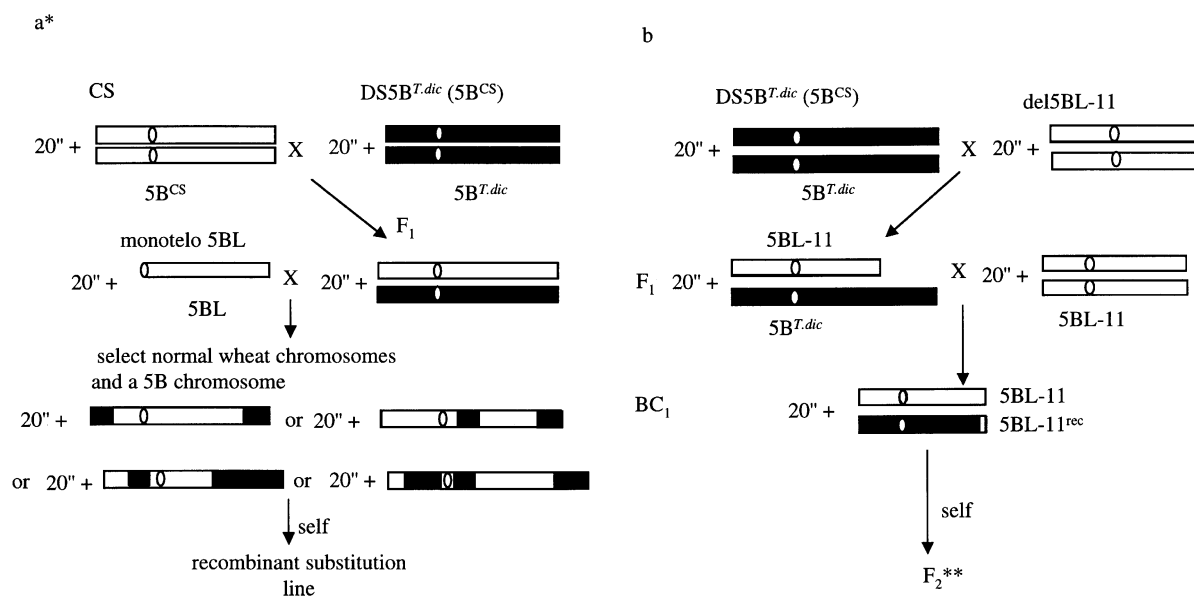 a*
CS
DS5B^T.dic (5B^CS)
20" +
X
20" +
5B^CS
5B^T.dic
F1
monotelo 5BL
20" +
X
20" +
5BL
select normal wheat chromosomes
and a 5B chromosome
20" +
or 20" +
or 20" +
or 20" +
self
recombinant substitution
line
b
DS5B^T.dic (5B^CS)
del5BL-11
20" +
X
20" +
5B^T.dic
5BL-11
F1 20" +
X
20" +
5B^T.dic
5BL-11
BC1
20" +
5BL-11
5BL-11^rec
self
F2**